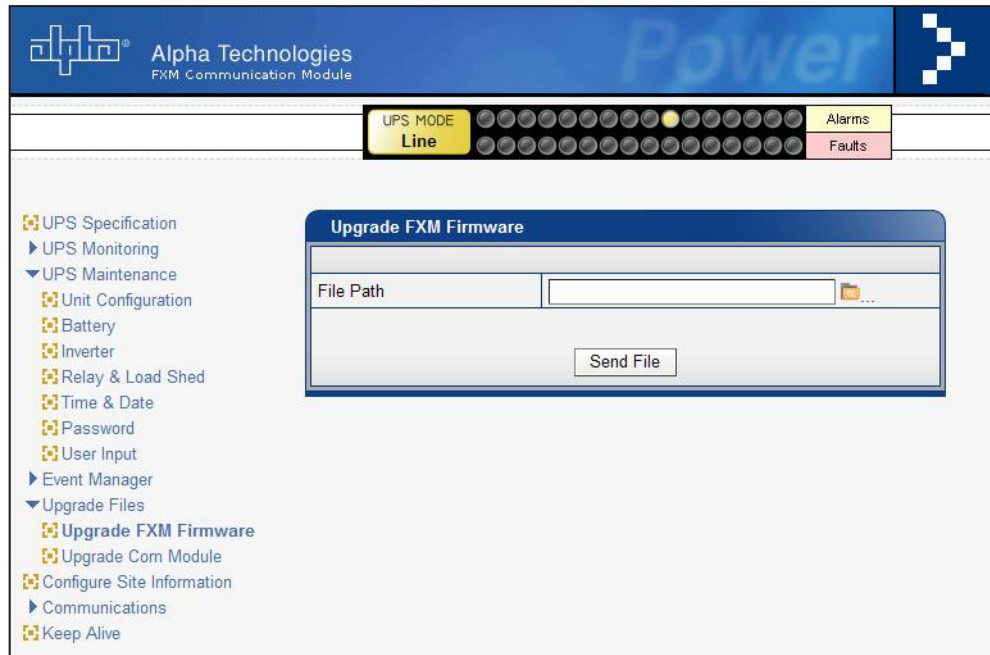 alpha®
Alpha Technologies
FXM Communication Module
Power
UPS MODE
Line
Alarms
Faults
UPS Specification
UPS Monitoring
UPS Maintenance
Unit Configuration
Battery
Inverter
Relay & Load Shed
Time & Date
Password
User Input
Event Manager
Upgrade Files
Upgrade FXM Firmware
Upgrade Com Module
Configure Site Information
Communications
Keep Alive
Upgrade FXM Firmware
File Path
...
Send File